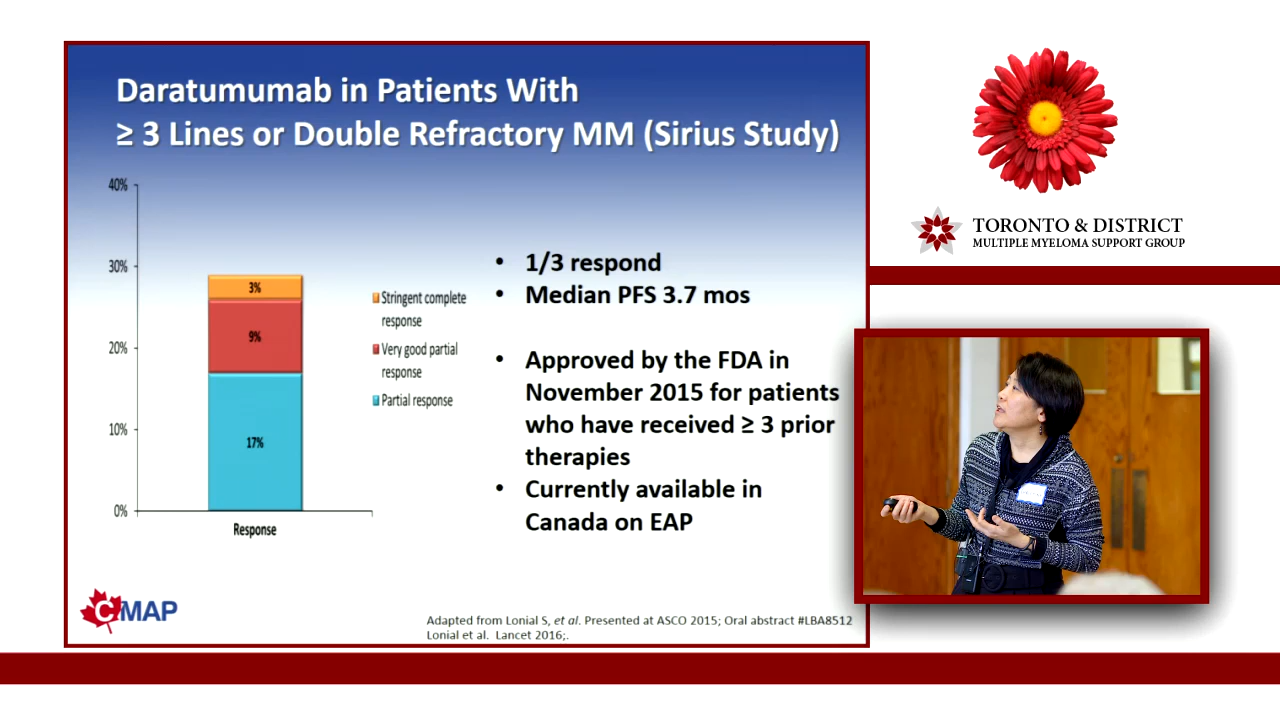 Daratumumab in Patients With
≥ 3 Lines or Double Refractory MM (Sirius Study)
40%
30%
20%
10%
0%
3%
9%
17%
Response
Stringent complete
response
Very good partial
response
Partial response
• 1/3 respond
• Median PFS 3.7 mos
• Approved by the FDA in
November 2015 for patients
who have received ≥ 3 prior
therapies
• Currently available in
Canada on EAP
CMAP
Adapted from Lonial S, et al. Presented at ASCO 2015; Oral abstract #LBA8512
Lonial et al. Lancet 2016;.
TORONTO & DISTRICT
MULTIPLE MYELOMA SUPPORT GROUP